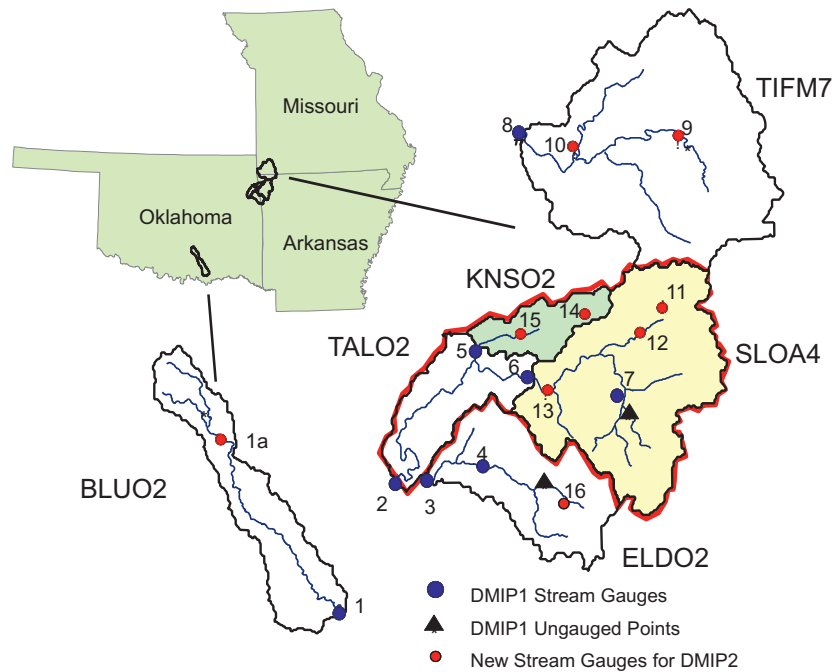 Missouri
TIFM7
8
10
9
Oklahoma
Arkansas
KNSO2
11
14
15
12
TALO2
5
SLOA4
6
7
13
1a
4
BLUO2
2
3
16
ELDO2
1
DMIP1 Stream Gauges
DMIP1 Ungauged Points
New Stream Gauges for DMIP2